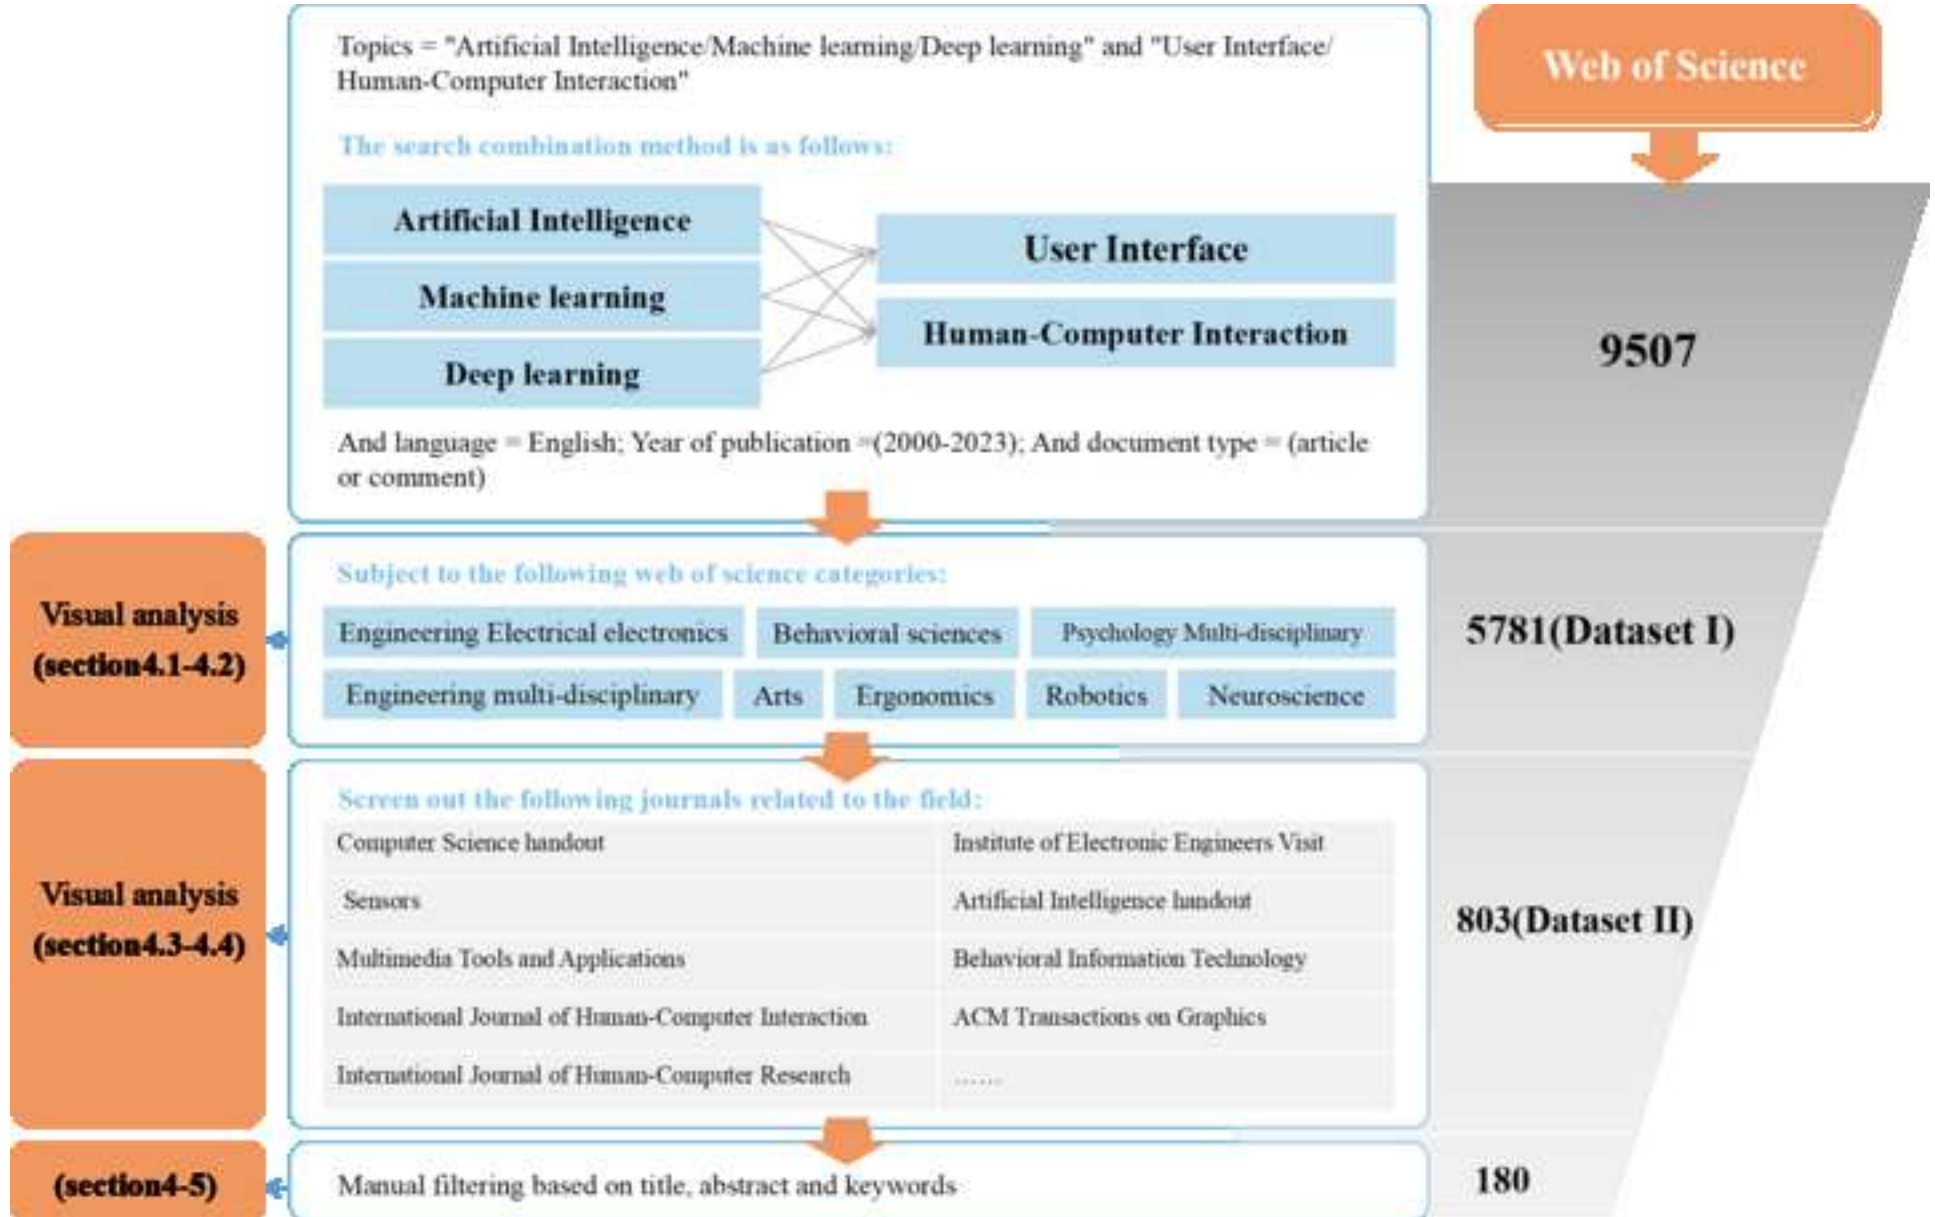 Topics = "Artificial Intelligence/Machine learning/Deep learning" and "User Interface/
Human-Computer Interaction"
Web of Science
The search combination method is as follows:
Artificial Intelligence
Machine learning
Deep learning
User Interface
Human-Computer Interaction
9507
And language = English; Year of publication =(2000-2023); And document type = (article
or comment)
Visual analysis
(section4.1-4.2)
Subject to the following web of science categories:
Engineering Electrical electronics
Behavioral sciences
Psychology Multi-disciplinary
Engineering multi-disciplinary
Arts
Ergonomics
Robotics
Neuroscience
5781(Dataset I)
Visual analysis
(section4.3-4.4)
Screen out the following journals related to the field:
Computer Science handout
Institute of Electronic Engineers Visit
Sensors
Artificial Intelligence handout
Multimedia Tools and Applications
Behavioral Information Technology
International Journal of Human-Computer Interaction
ACM Transactions on Graphics
International Journal of Human-Computer Research
......
803(Dataset II)
(section4-5)
Manual filtering based on title, abstract and keywords
180